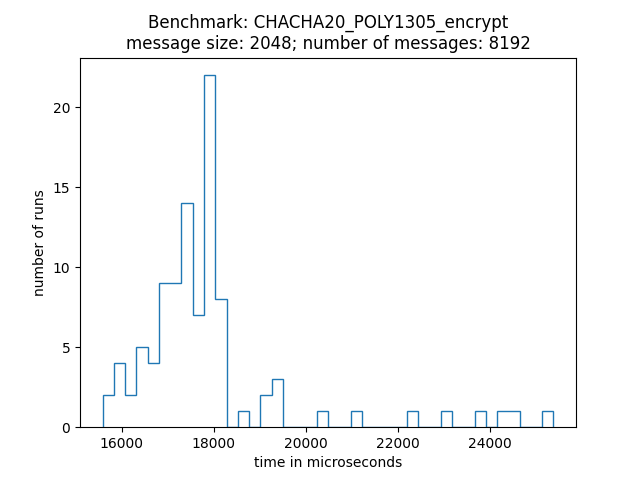 Benchmark: CHACHA20_POLY1305_encrypt
message size: 2048; number of messages: 8192
number of runs
20
15
10
5
0
16000 18000 20000 22000 24000
time in microseconds